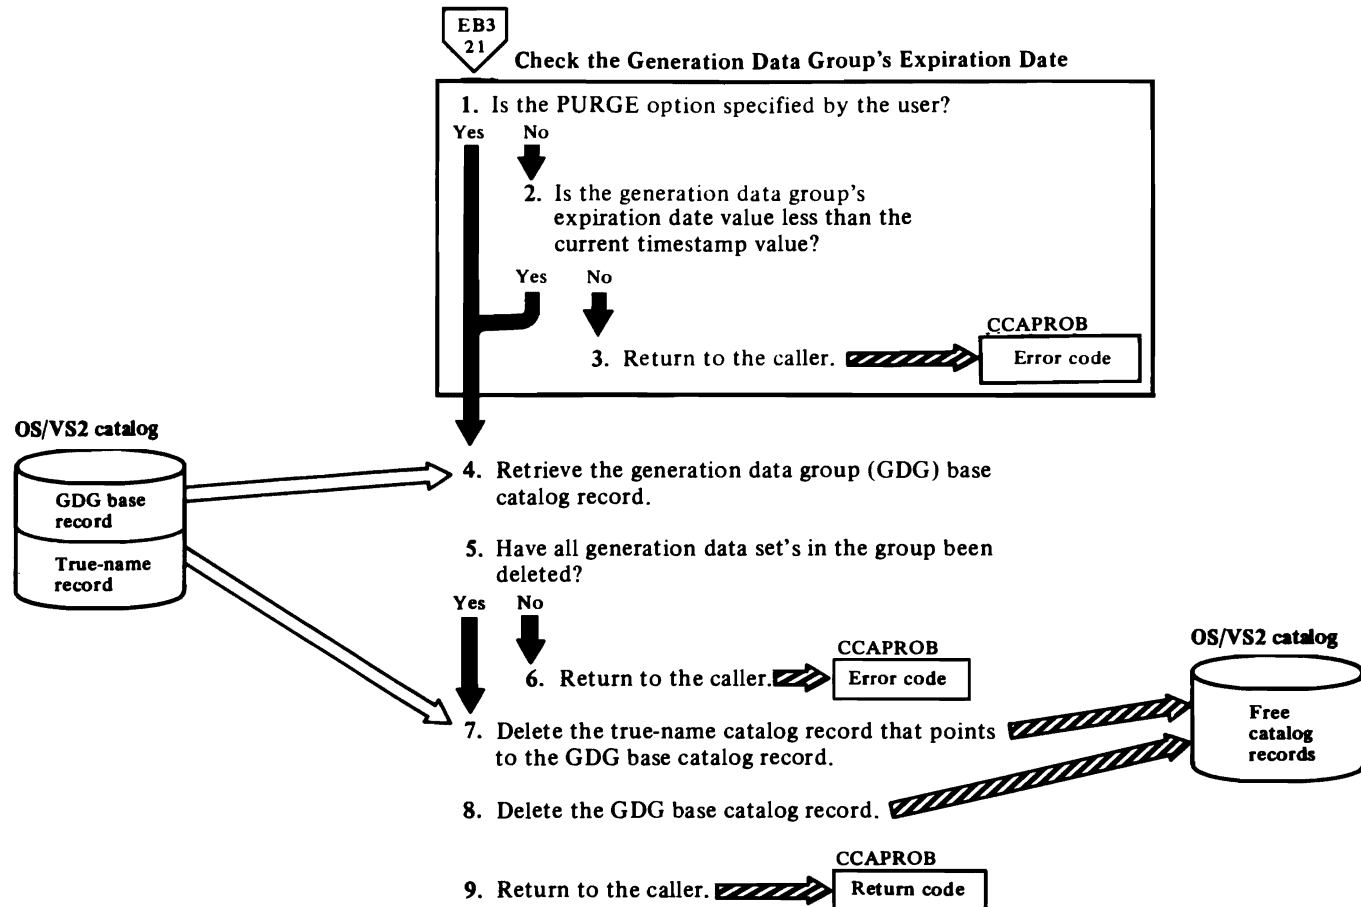 EB3
21
Check the Generation Data Group's Expiration Date
1. Is the PURGE option specified by the user?
Yes No
2. Is the generation data group's
expiration date value less than the
current timestamp value?
Yes No
CCAPROB
3. Return to the caller.
Error code
OS/VS2 catalog
GDG base
record
True-name
record
4. Retrieve the generation data group (GDG) base
catalog record.
5. Have all generation data set's in the group been
deleted?
Yes No
CCAPROB
6. Return to the caller.
Error code
OS/VS2 catalog
Free
catalog
records
7. Delete the true-name catalog record that points
to the GDG base catalog record.
8. Delete the GDG base catalog record.
CCAPROB
9. Return to the caller.
Return code